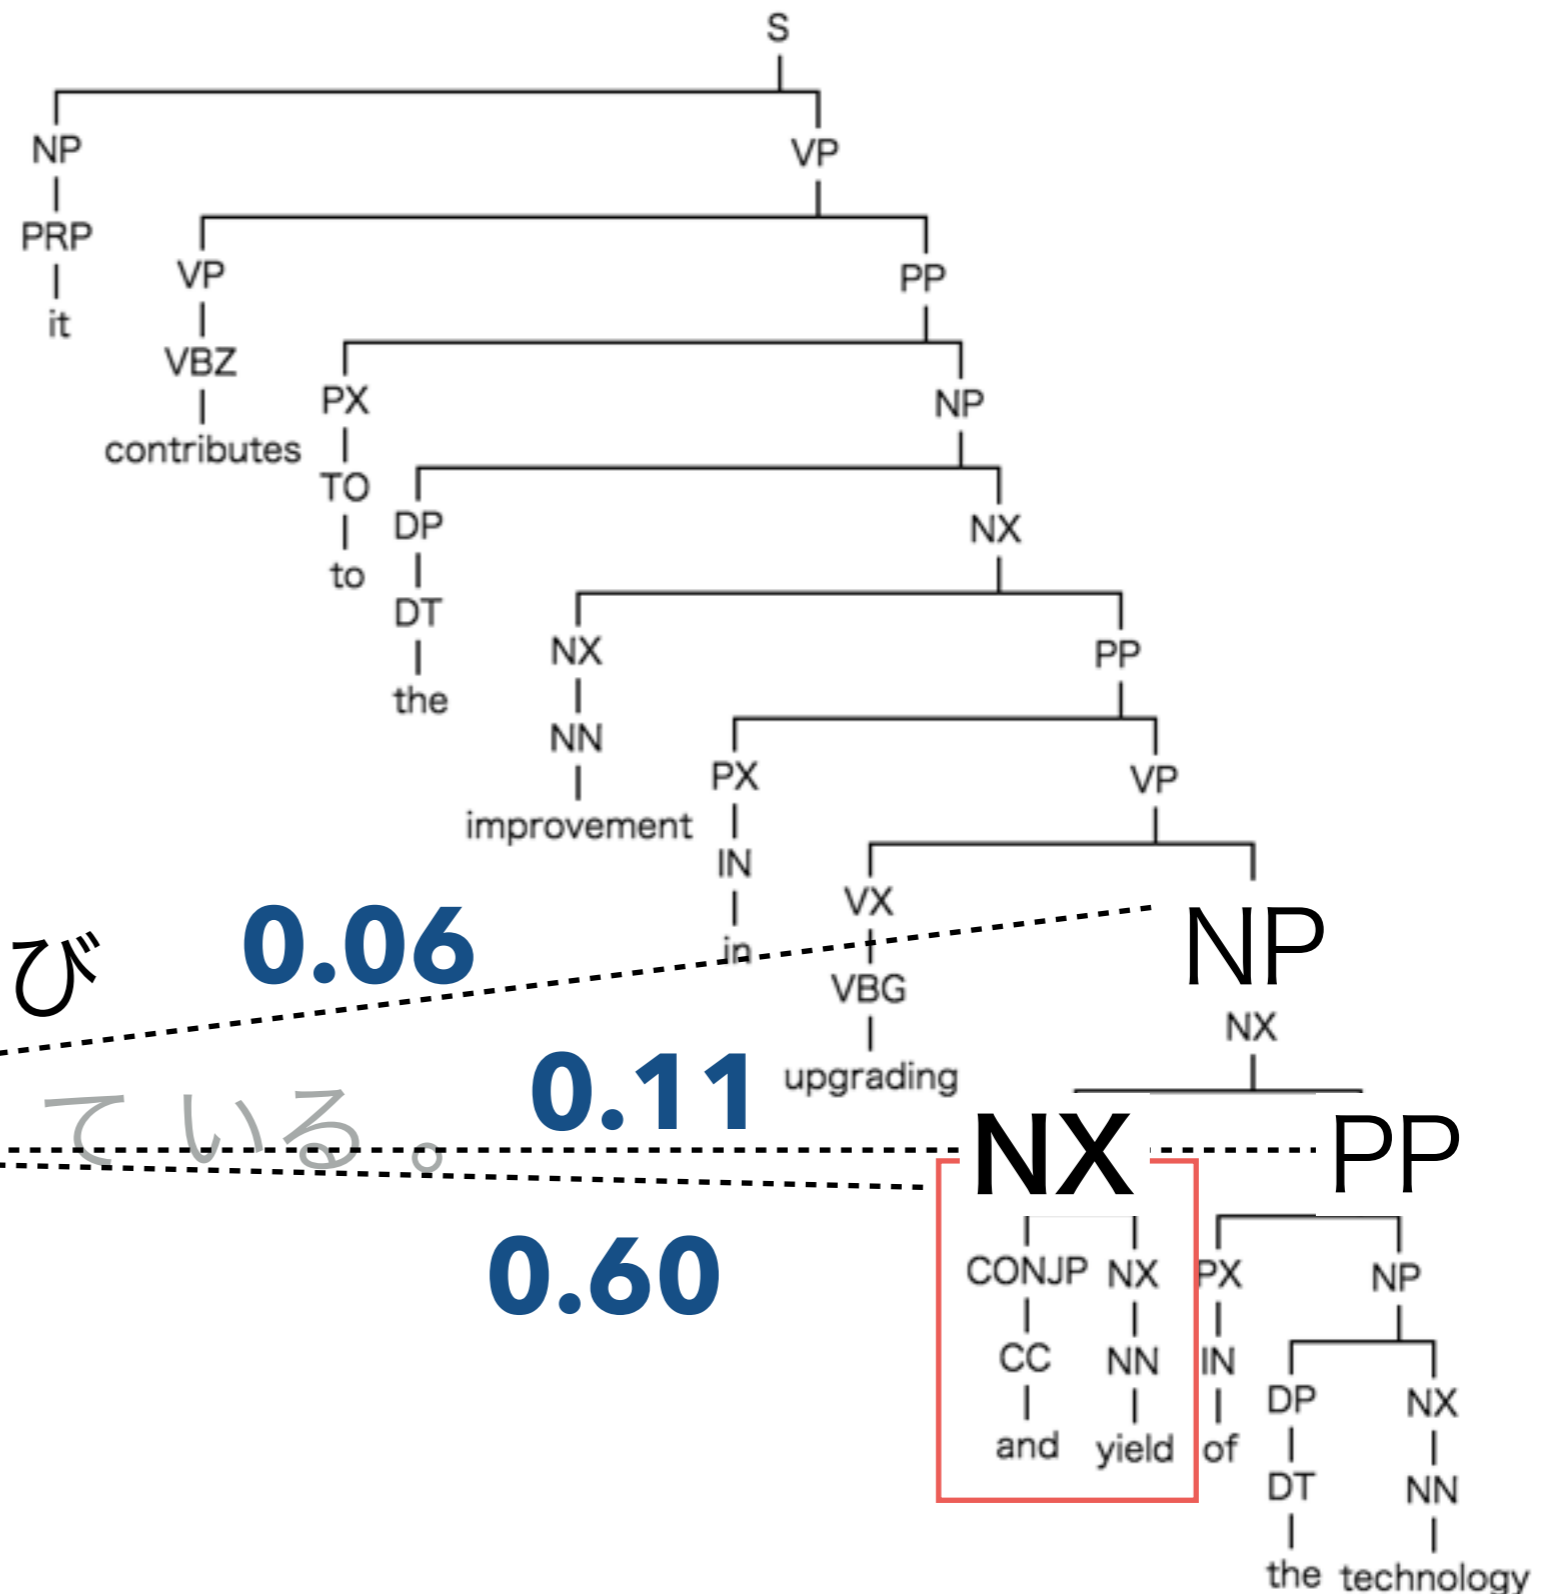 S
NP VP
PRP VP PP
it VBZ PX NP
contributes TO DP NX
to DT NX PP
the NN PX VP
improvement IN VX NP
び 0.06 in VBG NX
ている。 0.11 upgrading NX PP
0.60 CONJP NX PX NP
CC NN IN DP NX
and yield of DT NN
the technology